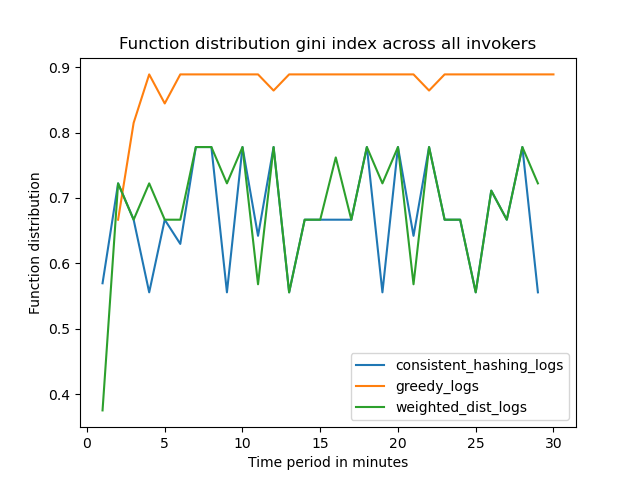 Function distribution gini index across all invokers
Function distribution
0.9
0.8
0.7
0.6
0.5
0.4
consistent_hashing_logs
greedy_logs
weighted_dist_logs
0 5 10 15 20 25 30
Time period in minutes